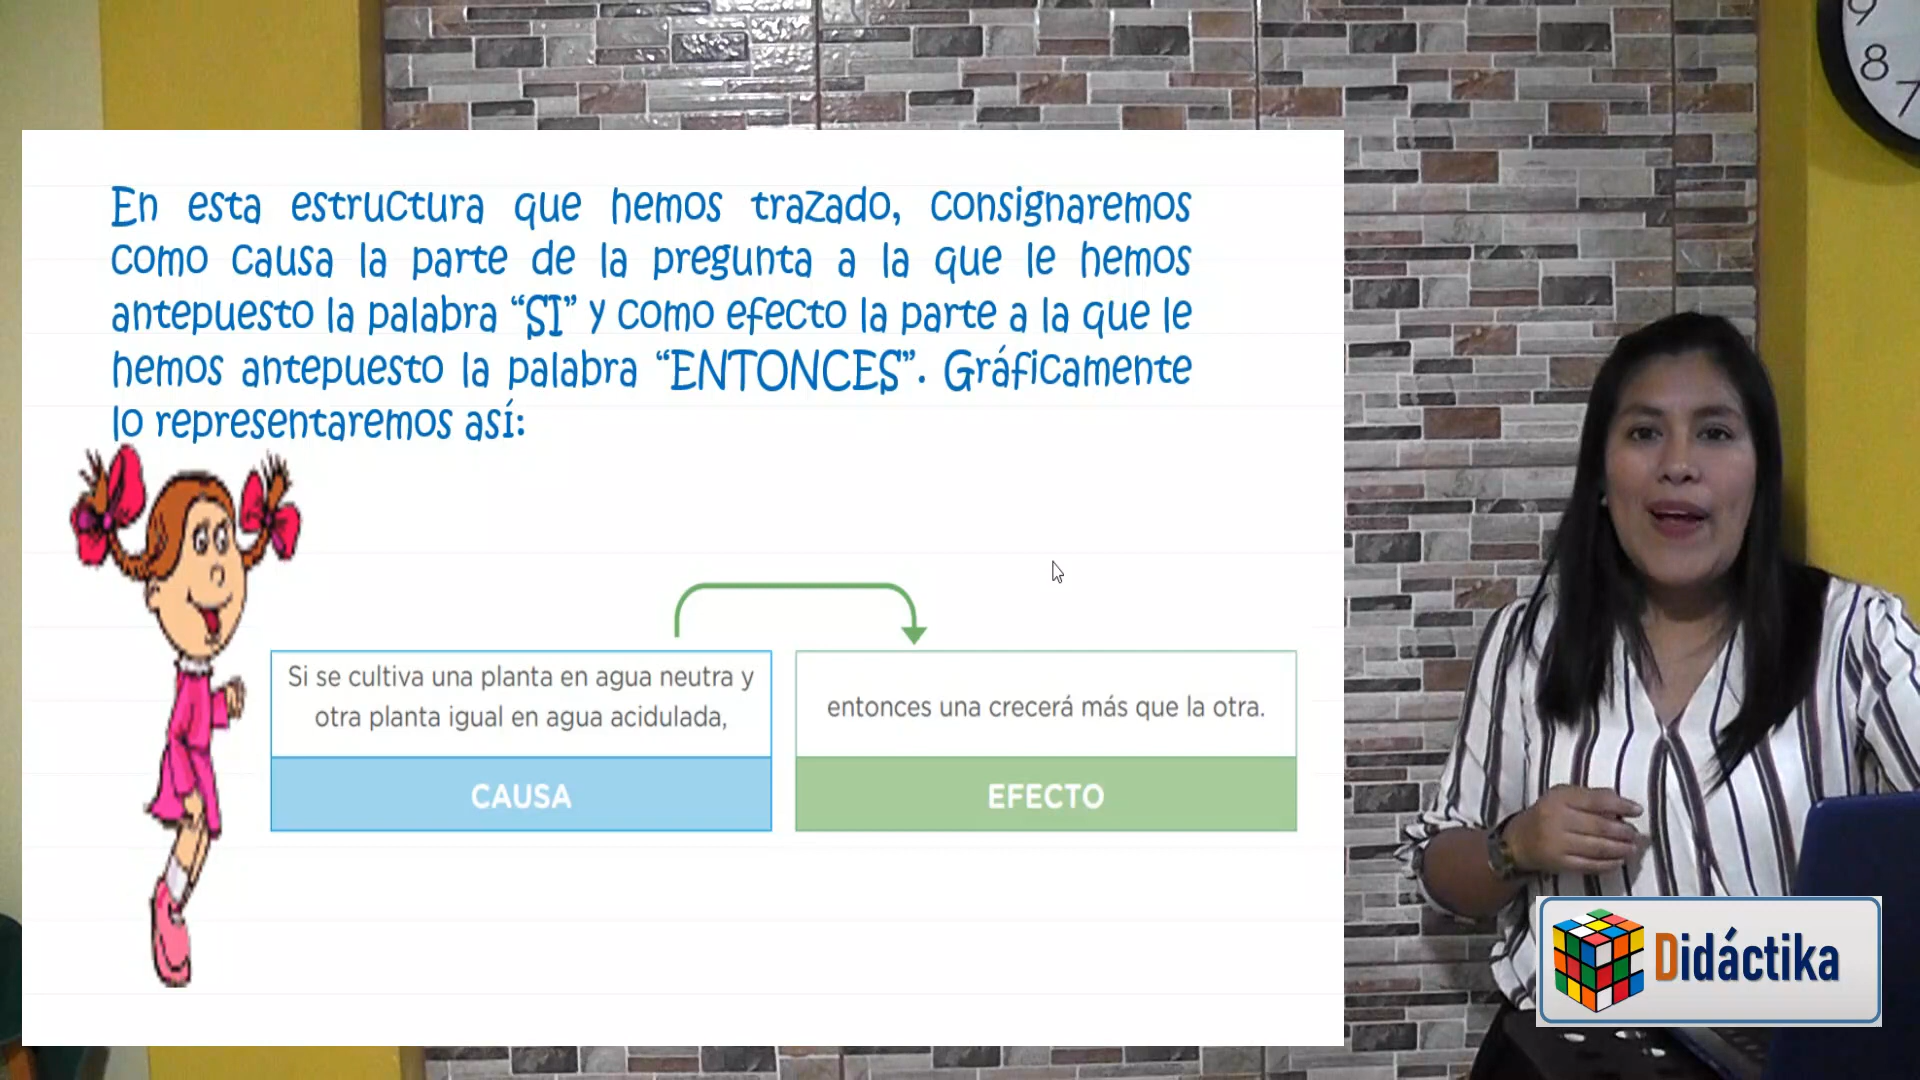 En esta estructura que hemos trazado, consignaremos
como causa la parte de la pregunta a la que le hemos
antepuesto la palabra “SI” y como efecto la parte a la que le
hemos antepuesto la palabra “ENTONCES”. Gráficamente
lo representaremos así:
Si se cultiva una planta en agua neutra y
otra planta igual en agua acidulada,
CAUSA
entonces una crecerá más que la otra.
EFECTO
9
8
7
Didáctika